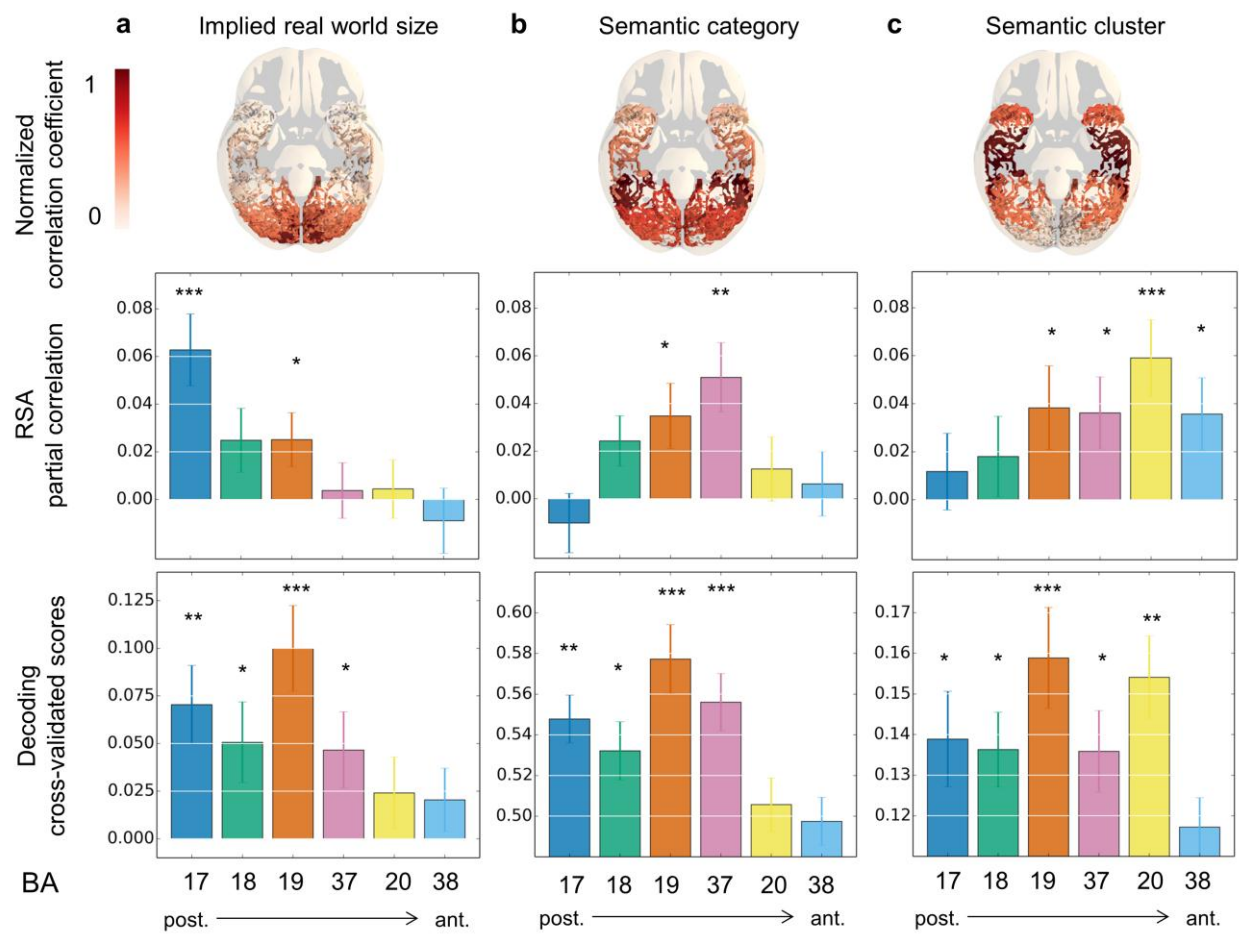 a Implied real world size b Semantic category c Semantic cluster
Normalized
correlation coefficient
1
0
RSA
partial correlation
0.08
0.06
0.04
0.02
0.00
*** *
0.08
0.06
0.04
0.02
0.00
* **
0.08
0.06
0.04
0.02
0.00
* * *** *
Decoding
cross-validated scores
0.125
0.100
0.075
0.050
0.025
0.000
** * *** *
0.60
0.58
0.56
0.54
0.52
0.50
** * *** ***
0.17
0.16
0.15
0.14
0.13
0.12
* * *** * **
BA 17 18 19 37 20 38 17 18 19 37 20 38 17 18 19 37 20 38
post. ant. post. ant. post. ant.